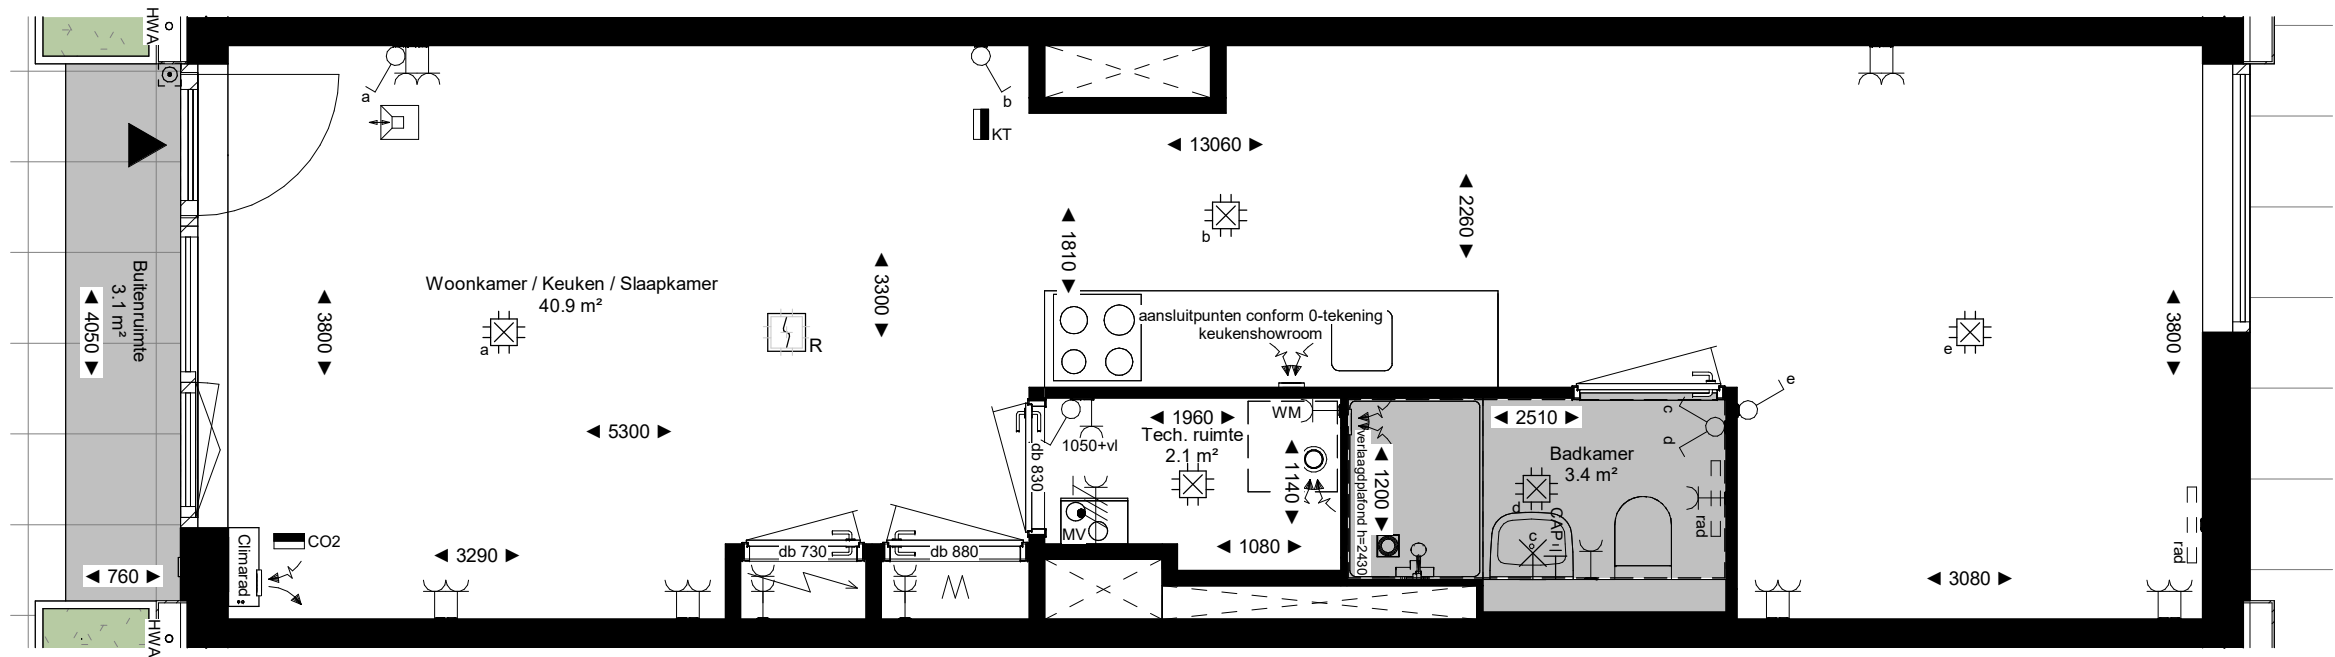 HWA
a
b
KT
◄ 13060 ►
◄ 2260 ►
b
◄ 1810 ►
Buitenruimte
3.1 m²
◄ 4050 ►
◄ 3800 ►
Woonkamer / Keuken / Slaapkamer
40.9 m²
a
R
◄ 3300 ►
aansluitpunten conform 0-tekening
keukenshowroom
e
◄ 3800 ►
e
◄ 5300 ►
db 830
1050+vl
◄ 1960 ►
Tech. ruimte
2.1 m²
WM
◄ 1140 ►
verlaagdplafond h=2430
◄ 1200 ►
◄ 2510 ►
Badkamer
3.4 m²
c
d
d
CAP
c
rad
rad
MV
◄ 1080 ►
Climarad
CO2
◄ 3290 ►
db 730
db 880
◄ 760 ►
◄ 3080 ►
HWA